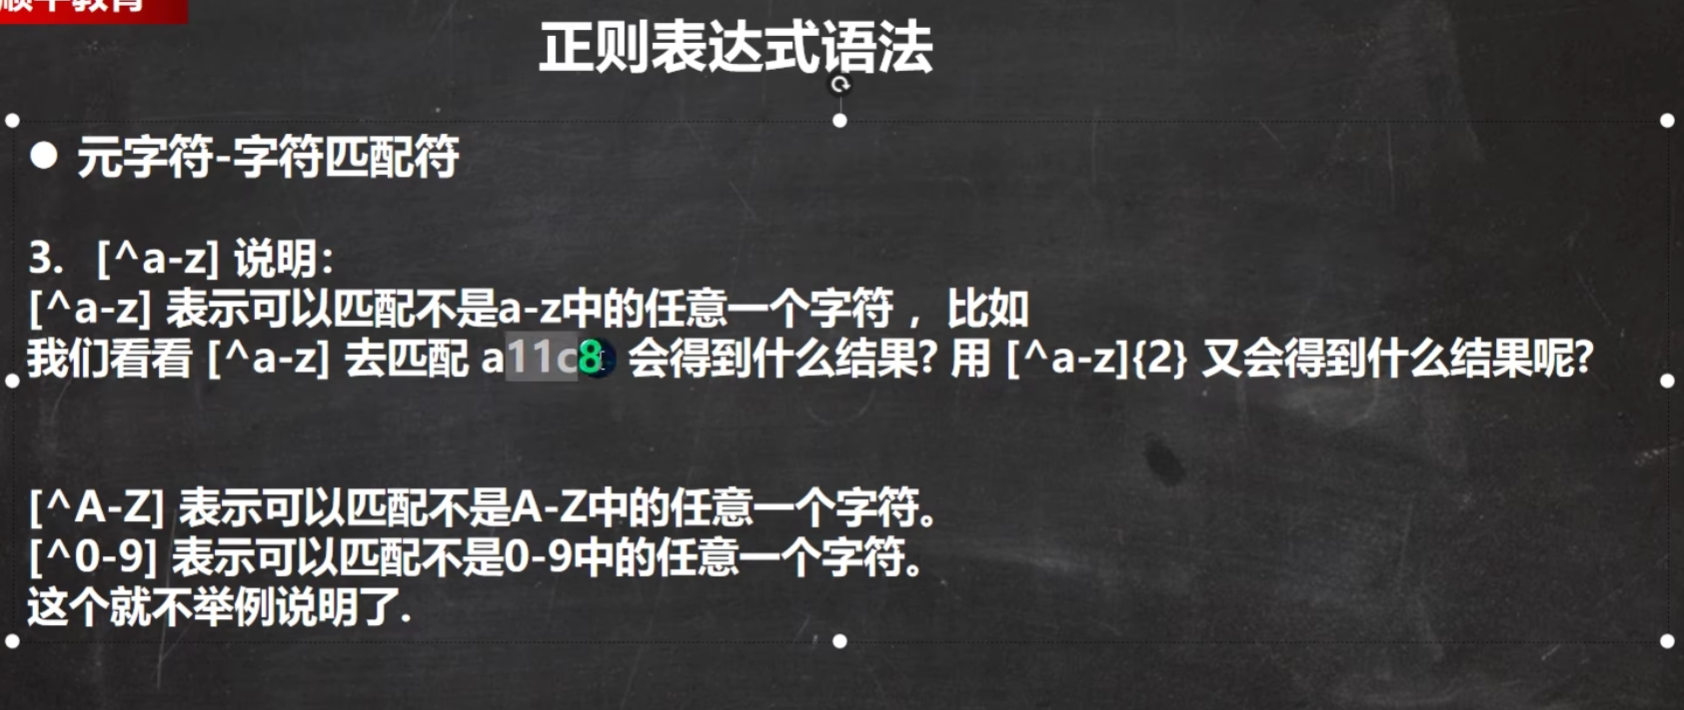 正则表达式语法
● 元字符-字符匹配符
3. [^a-z] 说明：
[^a-z] 表示可以匹配不是a-z中的任意一个字符，比如
我们看看 [^a-z] 去匹配 a11c8 会得到什么结果? 用 [^a-z]{2} 又会得到什么结果呢?
[^A-Z] 表示可以匹配不是A-Z中的任意一个字符。
[^0-9] 表示可以匹配不是0-9中的任意一个字符。
这个就不举例说明了.